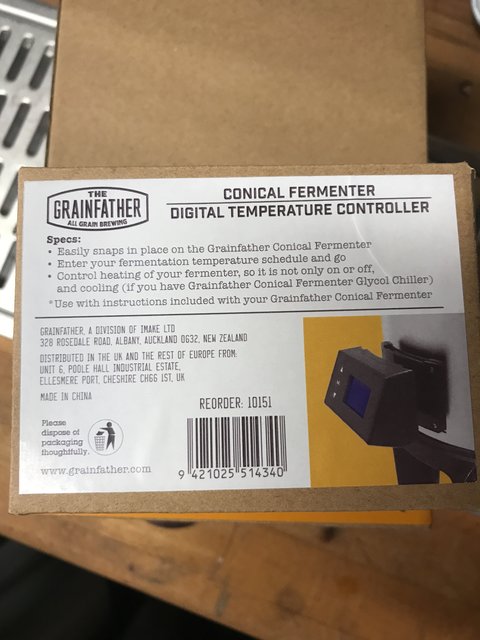 THE
GRAINFATHER
ALL GRAIN BREWING
CONICAL FERMENTER
DIGITAL TEMPERATURE CONTROLLER
Specs:
• Easily snaps in place on the Grainfather Conical Fermenter
• Enter your fermentation temperature schedule and go
• Control heating of your fermenter, so it is not only on or off,
and cooling (if you have Grainfather Conical Fermenter Glycol Chiller)
*Use with instructions included with your Grainfather Conical Fermenter
GRAINFATHER, A DIVISION OF IMAKE LTD
328 ROSEDALE ROAD, ALBANY, AUCKLAND 0632, NEW ZEALAND
DISTRIBUTED IN THE UK AND THE REST OF EUROPE FROM:
UNIT 6, POOLE HALL INDUSTRIAL ESTATE,
ELLESMERE PORT, CHESHIRE CH66 1ST, UK
MADE IN CHINA
REORDER: 10151
Please
dispose of
packaging
thoughtfully.
www.grainfather.com
9 421025 514340